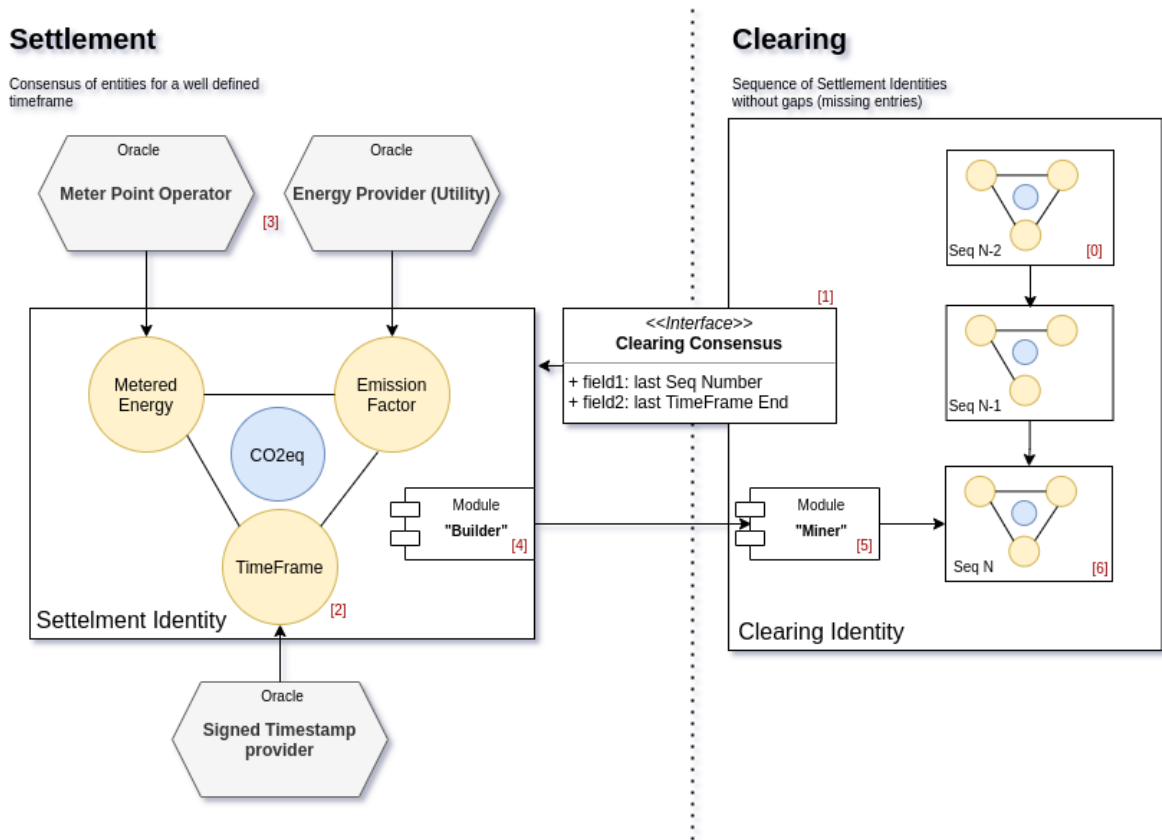 Settlement
Consensus of entities for a well defined
timeframe
Oracle
Meter Point Operator
Oracle
Energy Provider (Utility)
[3]
Metered
Energy
Emission
Factor
CO2eq
TimeFrame
[2]
Module
"Builder"
[4]
Settelment Identity
Oracle
Signed Timestamp
provider
Clearing
Sequence of Settlement Identities
without gaps (missing entries)
[1]
<<Interface>>
Clearing Consensus
+ field1: last Seq Number
+ field2: last TimeFrame End
Seq N-2
[0]
Seq N-1
Module
"Miner"
[5]
Seq N
[6]
Clearing Identity